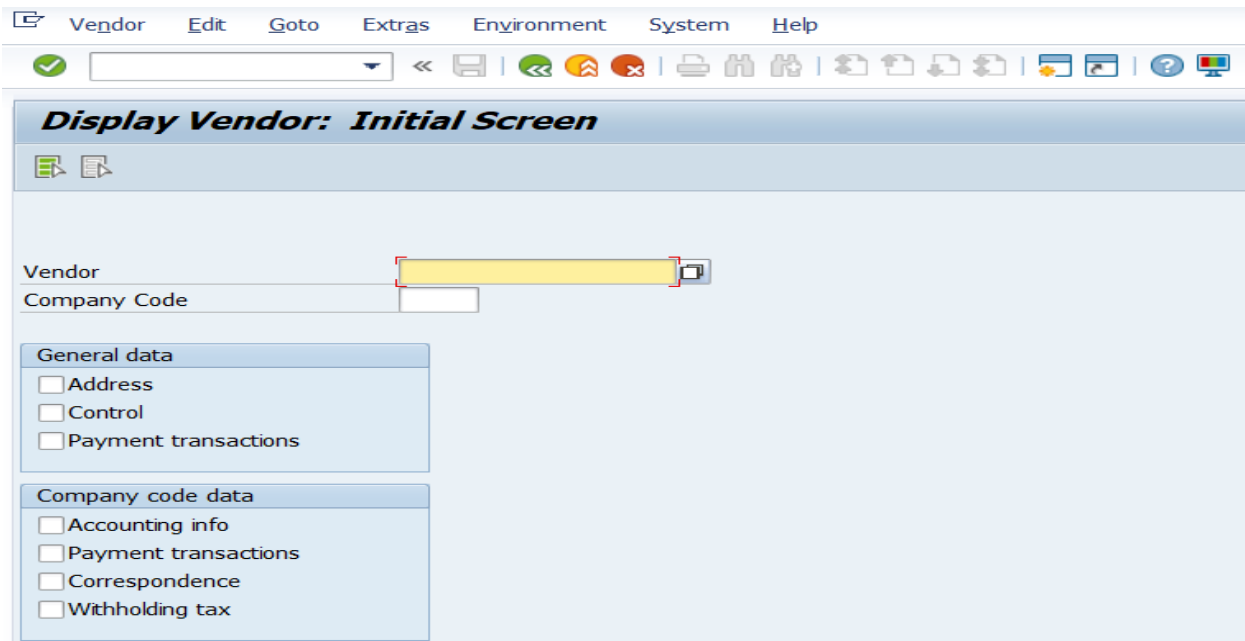 Vendor Edit Goto Extras Environment System Help
Display Vendor: Initial Screen
Vendor
Company Code
General data
Address
Control
Payment transactions
Company code data
Accounting info
Payment transactions
Correspondence
Withholding tax